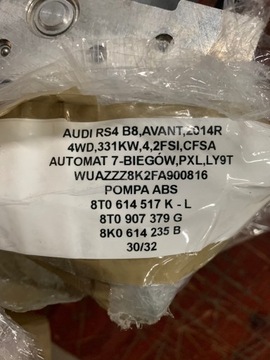 AUDI RS4 B8,AVANT,2014R
4WD,331KW,4,2FSI,CFSA
AUTOMAT 7-BIEGÓW,PXL,LY9T
WUAZZZ8K2FA900816
POMPA ABS
8T0 614 517 K - L
8T0 907 379 G
8K0 614 235 B
30/32